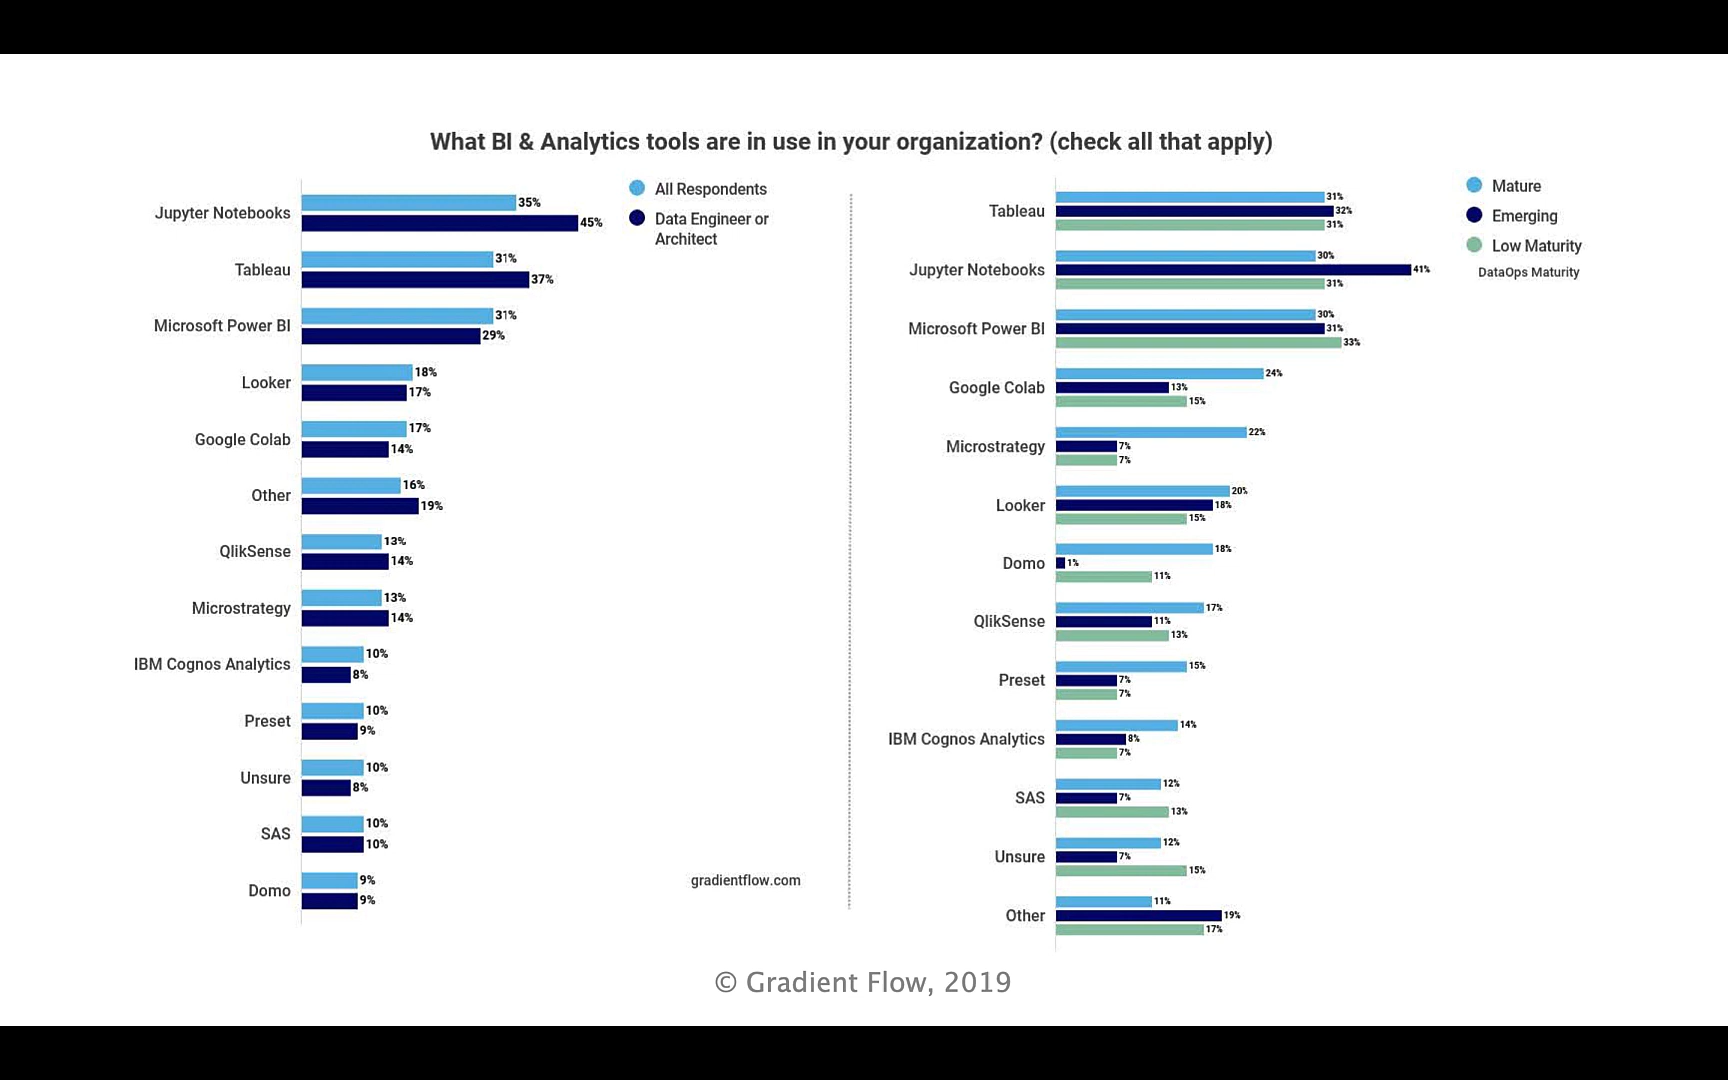 What BI & Analytics tools are in use in your organization? (check all that apply)
All Respondents
Data Engineer or
Architect
Jupyter Notebooks
35%
45%
Tableau
31%
37%
Microsoft Power BI
31%
29%
Looker
18%
17%
Google Colab
17%
14%
Other
16%
19%
QlikSense
13%
14%
Microstrategy
13%
14%
IBM Cognos Analytics
10%
8%
Preset
10%
9%
Unsure
10%
8%
SAS
10%
10%
Domo
9%
9%
gradientflow.com
Mature
Emerging
Low Maturity
DataOps Maturity
Tableau
31%
32%
31%
Jupyter Notebooks
30%
41%
31%
Microsoft Power BI
30%
31%
33%
Google Colab
24%
13%
15%
Microstrategy
22%
7%
7%
Looker
20%
18%
15%
Domo
18%
1%
11%
QlikSense
17%
11%
13%
Preset
15%
7%
7%
IBM Cognos Analytics
14%
8%
7%
SAS
12%
7%
13%
Unsure
12%
7%
15%
Other
11%
19%
17%
© Gradient Flow, 2019